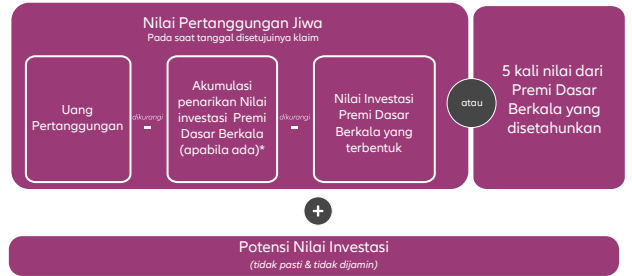 Nilai Pertanggungan Jiwa
Pada saat tanggal disetujuinya klaim
Uang
Pertanggungan
dikurangi
-
Akumulasi
penarikan Nilai
investasi Premi
Dasar Berkala
(apabila ada)*
dikurangi
-
Nilai Investasi
Premi Dasar
Berkala yang
terbentuk
atau
5 kali nilai dari
Premi Dasar
Berkala yang
disetahunkan
+
Potensi Nilai Investasi
(tidak pasti & tidak dijamin)